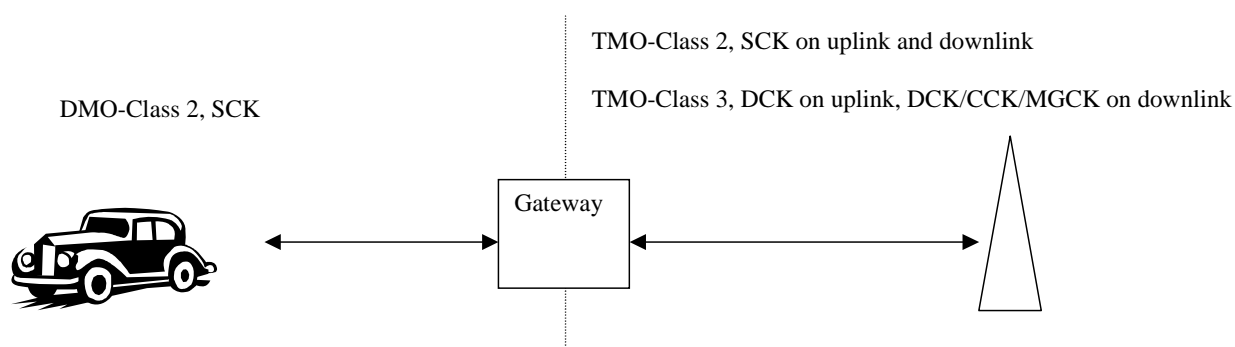 TMO-Class 2, SCK on uplink and downlink
DMO-Class 2, SCK
TMO-Class 3, DCK on uplink, DCK/CCK/MGCK on downlink
Gateway